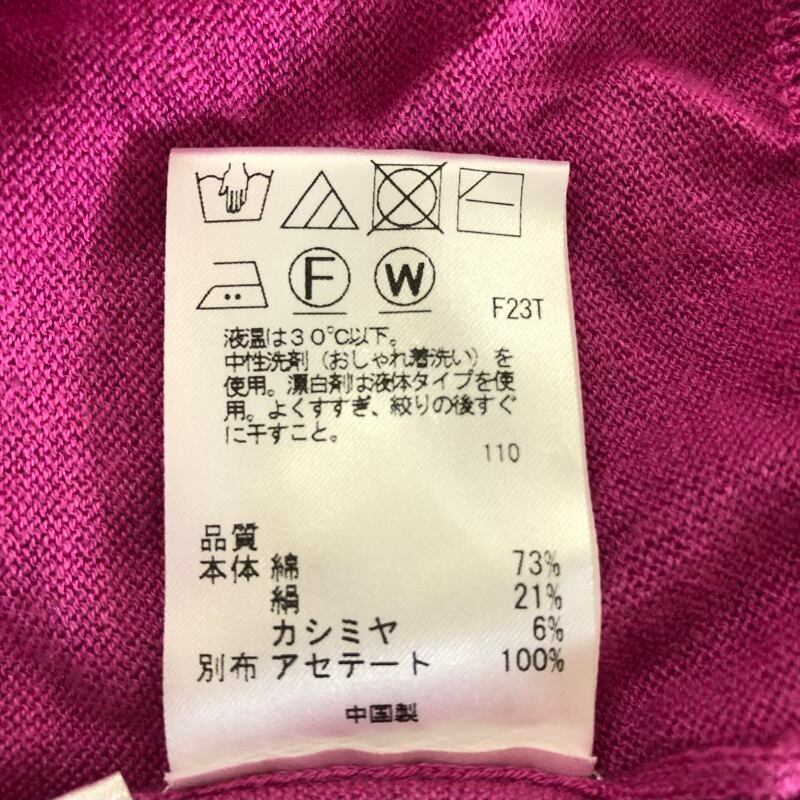 F W
F23T
液温は30℃以下。
中性洗剤(おしゃれ着洗い)を
使用。漂白剤は液体タイプを使
用。よくすすぎ、絞りの後すぐ
に干すこと。
110
品質
本体 綿 73%
絹 21%
カシミヤ 6%
別布 アセテート 100%
中国製